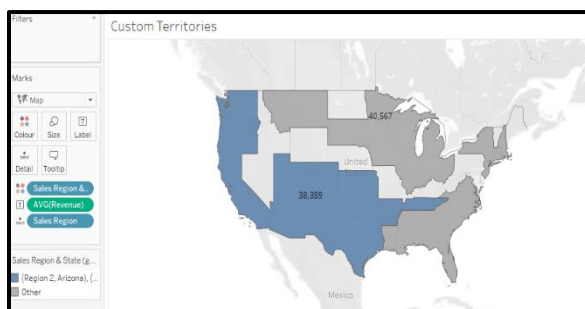 Filters
Custom Territories
Marks
Map
Colour Size Label
Detail Tooltip
Sales Region &..
AVG(Revenue)
Sales Region
Sales Region & State (g...
(Region 2, Arizona), (..
Other
40,567
United
States
38,359
Mexico